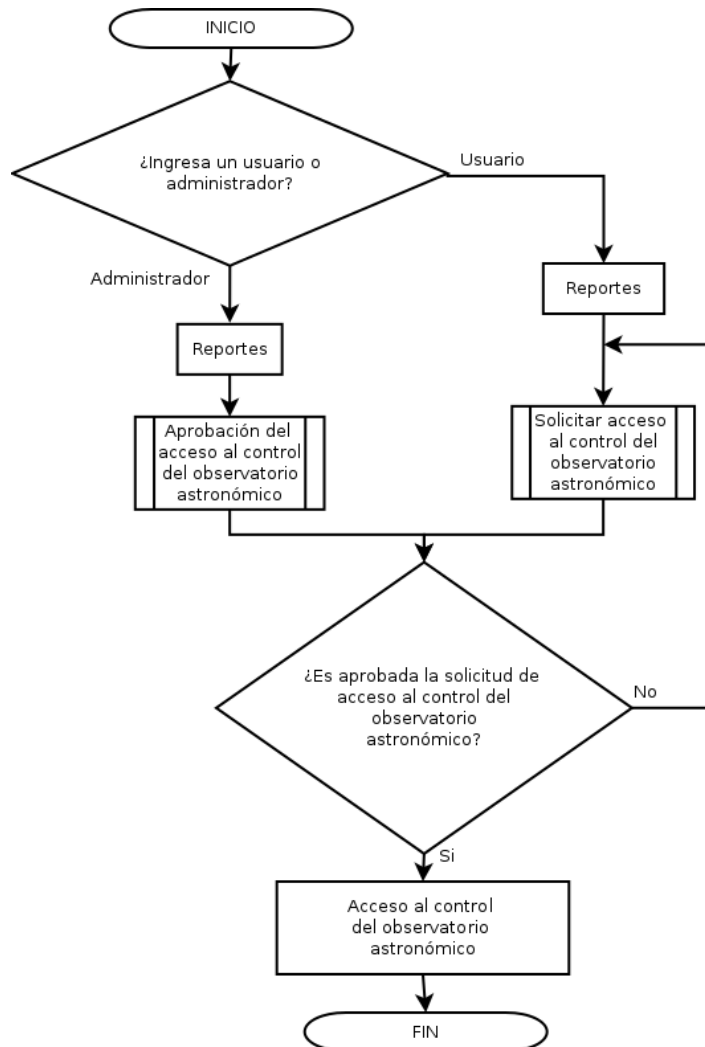 INICIO
¿Ingresa un usuario o
administrador?
Usuario
Administrador
Reportes
Reportes
Aprobación del
acceso al control
del observatorio
astronómico
Solicitar acceso
al control del
observatorio
astronómico
¿Es aprobada la solicitud de
acceso al control del
observatorio
astronómico?
No
Si
Acceso al control
del observatorio
astronómico
FIN